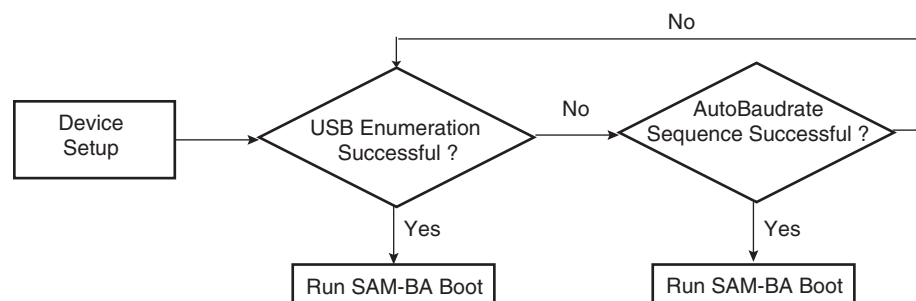 No
Device
Setup
USB Enumeration
Successful ?
No
AutoBaudrate
Sequence Successful ?
Yes
Yes
Run SAM-BA Boot
Run SAM-BA Boot